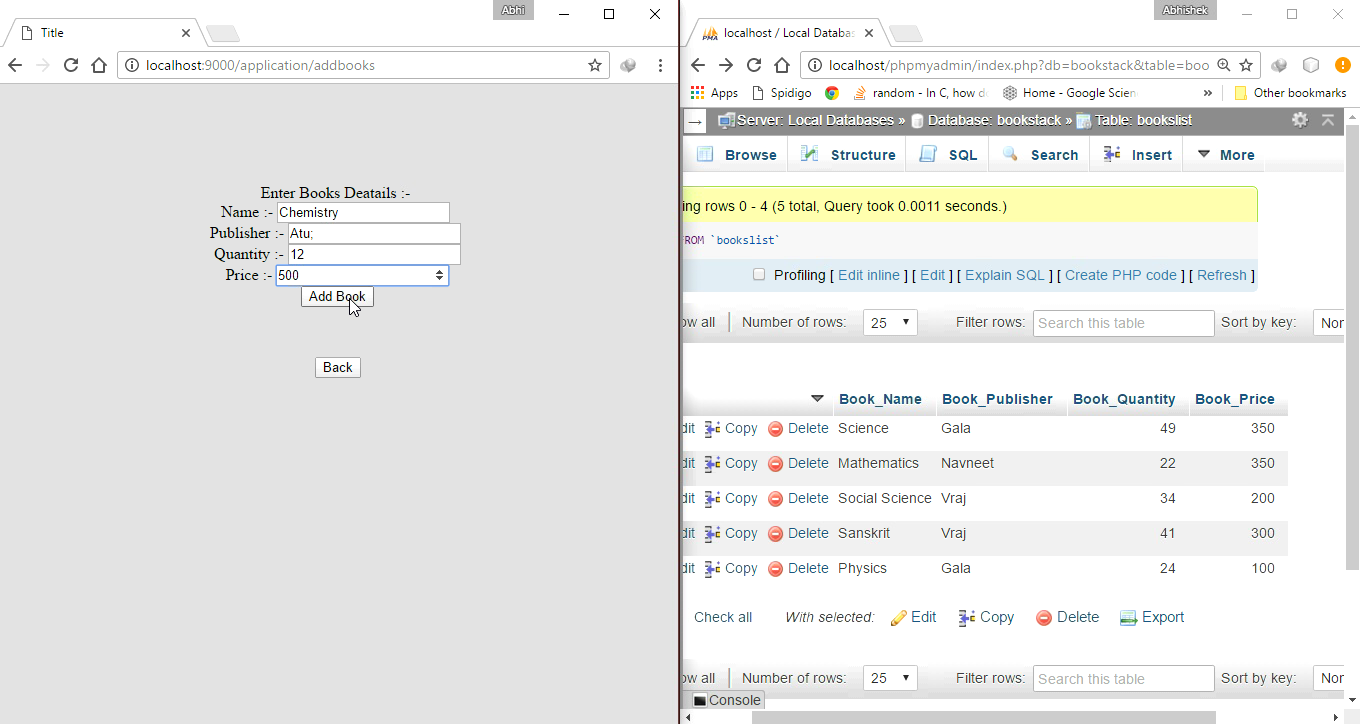 Abhi
Title
localhost:9000/application/addbooks
Enter Books Deatails :-
Name :- Chemistry
Publisher :- Atu;
Quantity :- 12
Price :- 500
Add Book
Back
Abhishek
localhost / Local Databa
localhost/phpmyadmin/index.php?db=bookstack&table=boo
Apps Spidigo random - In C, how d Home - Google Scien » Other bookmarks
Server: Local Databases » Database: bookstack » Table: bookslist
Browse Structure SQL Search Insert More
ing rows 0 - 4 (5 total, Query took 0.0011 seconds.)
FROM `bookslist`
Profiling [ Edit inline ] [ Edit ] [ Explain SQL ] [ Create PHP code ] [ Refresh ]
ow all Number of rows: 25 Filter rows: Search this table Sort by key: Non
Book_Name Book_Publisher Book_Quantity Book_Price
dit Copy Delete Science Gala 49 350
dit Copy Delete Mathematics Navneet 22 350
dit Copy Delete Social Science Vraj 34 200
dit Copy Delete Sanskrit Vraj 41 300
dit Copy Delete Physics Gala 24 100
Check all With selected: Edit Copy Delete Export
ow all Number of rows: 25 Filter rows: Search this table Sort by key: Non
Console